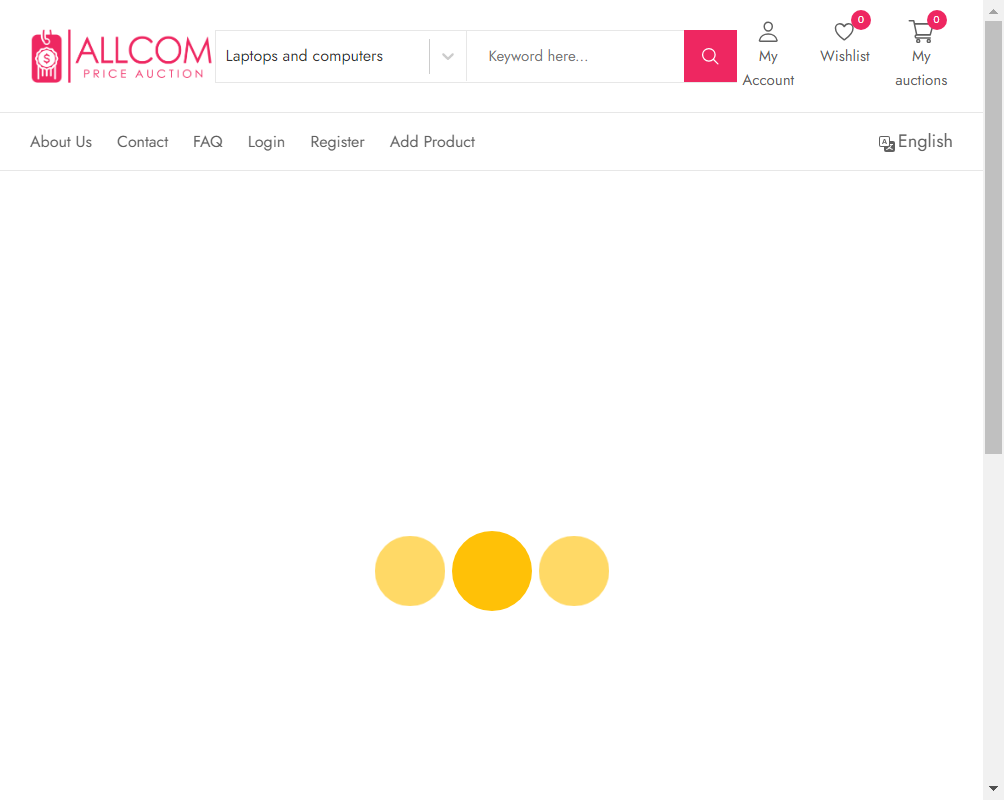 ALLCOM
PRICE AUCTION
$
Laptops and computers
Keyword here...
My Account
0
Wishlist
0
My auctions
About Us
Contact
FAQ
Login
Register
Add Product
English